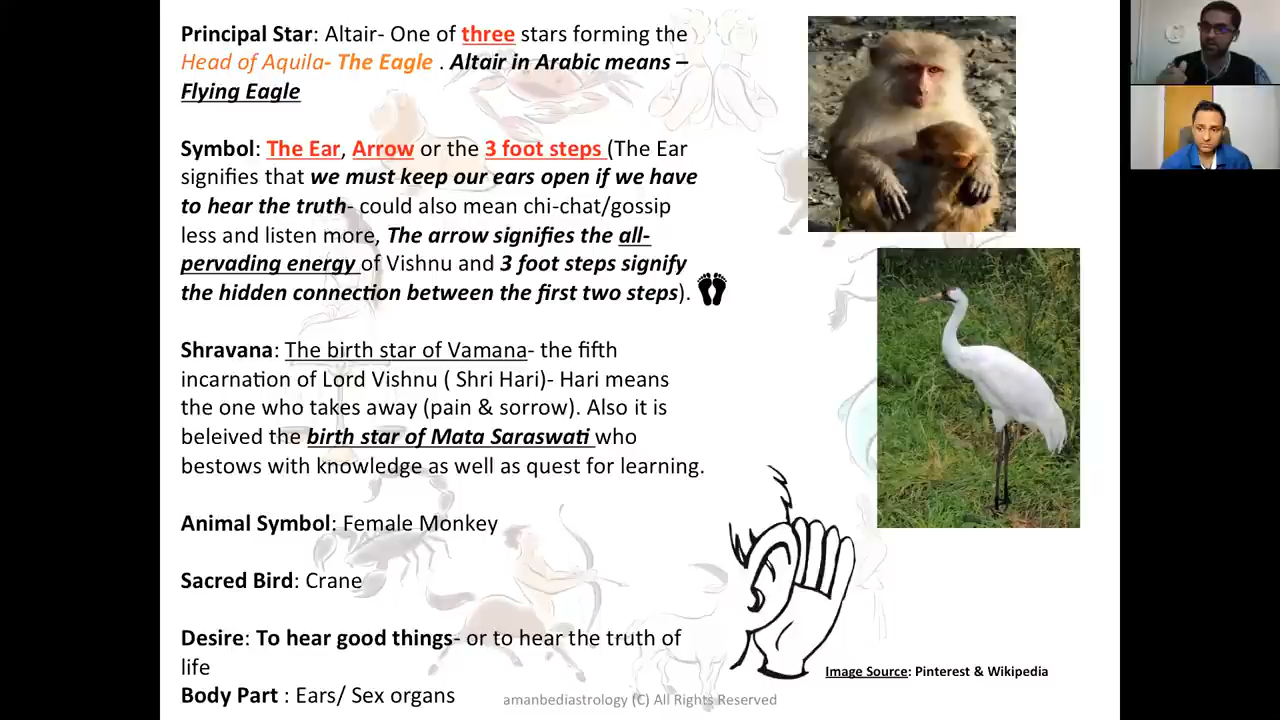 Principal Star: Altair- One of three stars forming the
Head of Aquila- The Eagle . Altair in Arabic means –
Flying Eagle
Symbol: The Ear, Arrow or the 3 foot steps (The Ear
signifies that we must keep our ears open if we have
to hear the truth- could also mean chi-chat/gossip
less and listen more, The arrow signifies the all-
pervading energy of Vishnu and 3 foot steps signify
the hidden connection between the first two steps).
Shravana: The birth star of Vamana- the fifth
incarnation of Lord Vishnu ( Shri Hari)- Hari means
the one who takes away (pain & sorrow). Also it is
beleived the birth star of Mata Saraswati who
bestows with knowledge as well as quest for learning.
Animal Symbol: Female Monkey
Sacred Bird: Crane
Desire: To hear good things- or to hear the truth of
life
Body Part : Ears/ Sex organs
Image Source: Pinterest & Wikipedia
amanbediastrology (C) All Rights Reserved